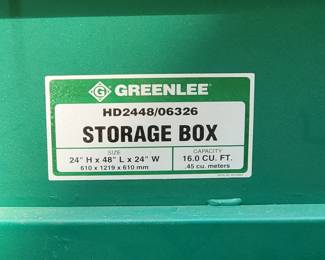 G GREENLEE®
HD2448/06326
STORAGE BOX
SIZE
24" H x 48" L x 24" W
610 x 1219 x 610 mm
CAPACITY
16.0 CU. FT.
.45 cu. meters